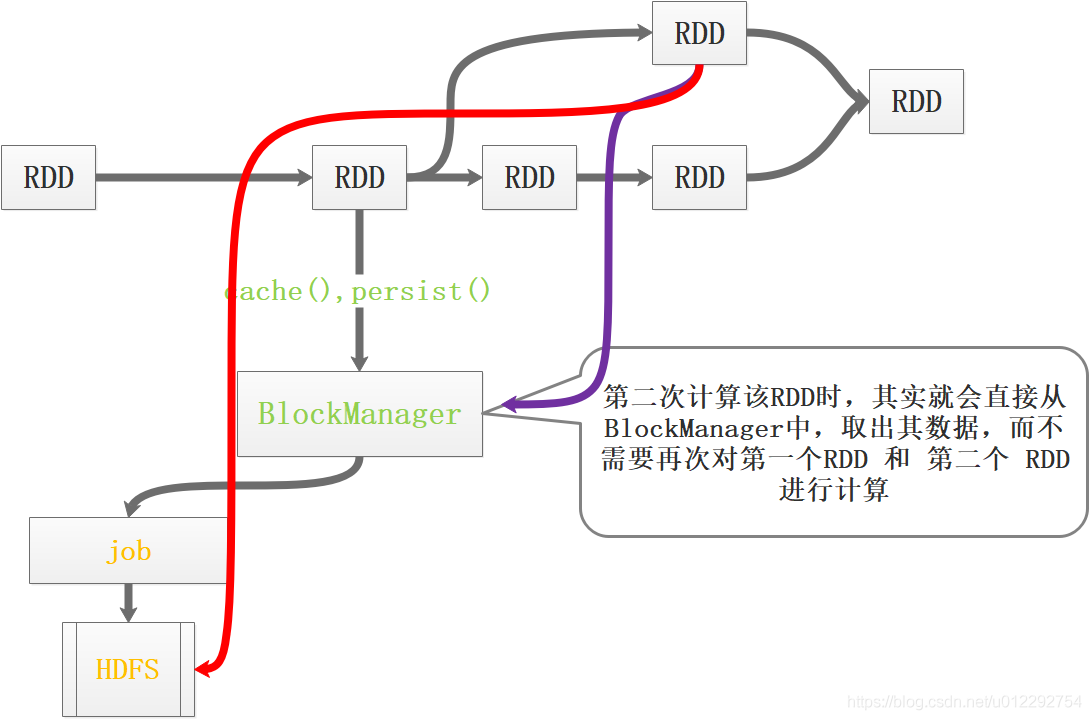 RDD
RDD
RDD
RDD
RDD
RDD
cache(),persist()
BlockManager
第二次计算该RDD时，其实就会直接从
BlockManager中，取出其数据，而不
需要再次对第一个RDD 和 第二个 RDD
进行计算
job
HDFS
https://blog.csdn.net/u012292754